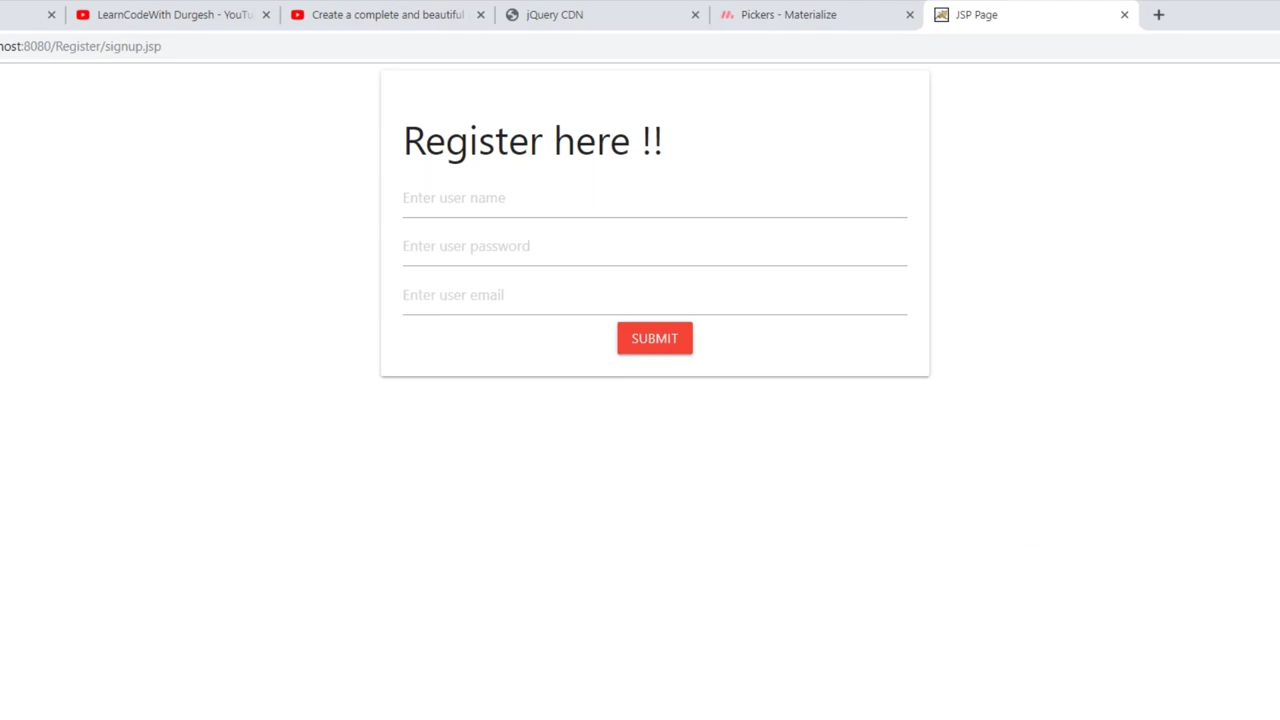 LearnCodeWith Durgesh - YouTu
Create a complete and beautiful
jQuery CDN
Pickers - Materialize
JSP Page
host:8080/Register/signup.jsp
Register here !!
Enter user name
Enter user password
Enter user email
SUBMIT